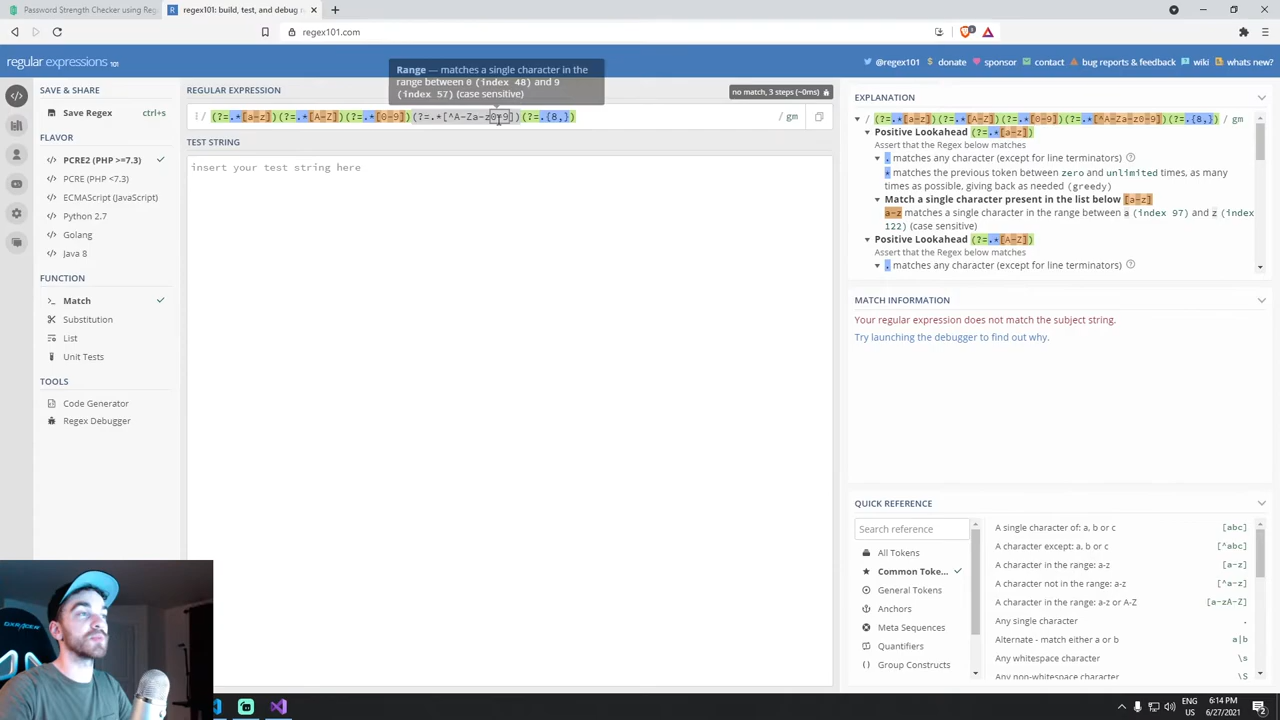 Password Strength Checker using Reg
regex101: build, test, and debug r
regex101.com
regular expressions 101
@regex101
donate
sponsor
contact
bug reports & feedback
wiki
whats new?
SAVE & SHARE
Save Regex
ctrl+s
FLAVOR
PCRE2 (PHP >=7.3)
PCRE (PHP <7.3)
ECMAScript (JavaScript)
Python 2.7
Golang
Java 8
FUNCTION
Match
Substitution
List
Unit Tests
TOOLS
Code Generator
Regex Debugger
Range — matches a single character in the
range between 0 (index 48) and 9
(index 57) (case sensitive)
REGULAR EXPRESSION
no match, 3 steps (~0ms)
/ (?=.*[a-z])(?=.*[A-Z])(?=.*[0-9])(?=.*[^A-Za-z0-9])(?=.{8,})
/ gm
TEST STRING
insert your test string here
EXPLANATION
/ (?=.*[a-z])(?=.*[A-Z])(?=.*[0-9])(?=.*[^A-Za-z0-9])(?=.{8,}) / gm
Positive Lookahead (?=.*[a-z])
Assert that the Regex below matches
. matches any character (except for line terminators)
* matches the previous token between zero and unlimited times, as many
times as possible, giving back as needed (greedy)
Match a single character present in the list below [a-z]
a-z matches a single character in the range between a (index 97) and z (index
122) (case sensitive)
Positive Lookahead (?=.*[A-Z])
Assert that the Regex below matches
. matches any character (except for line terminators)
MATCH INFORMATION
Your regular expression does not match the subject string.
Try launching the debugger to find out why.
QUICK REFERENCE
Search reference
All Tokens
Common Toke...
General Tokens
Anchors
Meta Sequences
Quantifiers
Group Constructs
A single character of: a, b or c [abc]
A character except: a, b or c [^abc]
A character in the range: a-z [a-z]
A character not in the range: a-z [^a-z]
A character in the range: a-z or A-Z [a-zA-Z]
Any single character .
Alternate - match either a or b a|b
Any whitespace character \s
Any non-whitespace character \S
GXRACER
ENG
US
6:14 PM
6/27/2021